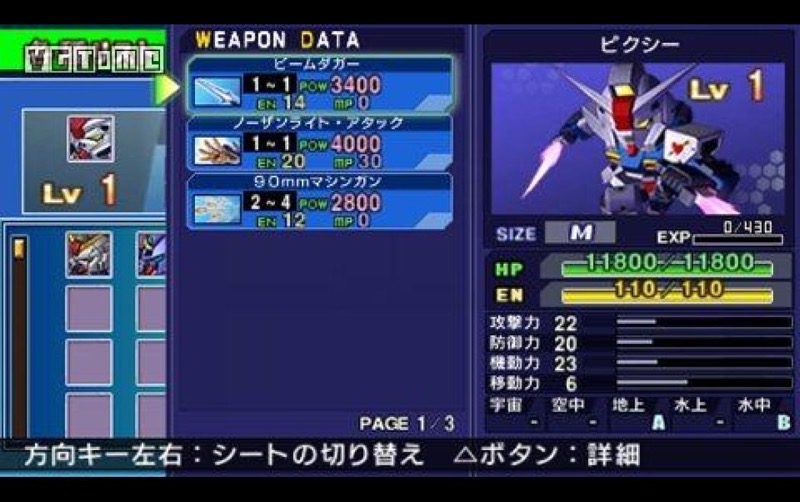 WEAPON DATA
ビームダガー
1~1 POW 3400
EN 14 MP 0
ノーザンライト・アタック
1~1 POW 4000
EN 20 MP 30
90mmマシンガン
2~4 POW 2800
EN 12 MP 0
PAGE 1/3
Lv 1
ピクシー
Lv 1
SIZE M
EXP 0/430
HP 11800/11800
EN 110/110
攻撃力 22
防御力 20
機動力 23
移動力 6
宇宙 空中 地上 水上 水中
- - A - B
方向キー左右：シートの切り替え △ボタン：詳細